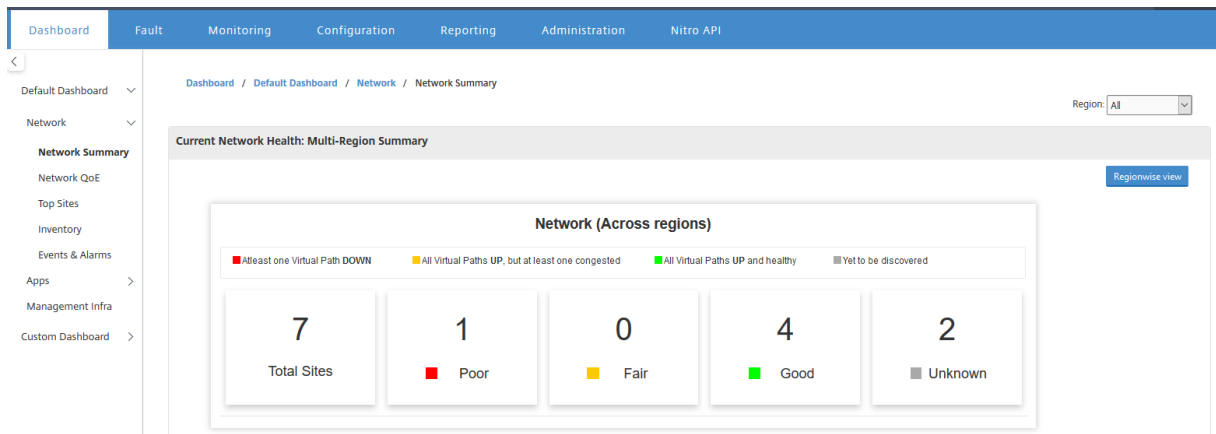 Dashboard Fault Monitoring Configuration Reporting Administration Nitro API
Default Dashboard
Network
Network Summary
Network QoE
Top Sites
Inventory
Events & Alarms
Apps
Management Infra
Custom Dashboard
Dashboard / Default Dashboard / Network / Network Summary
Region: All
Current Network Health: Multi-Region Summary
Regionwise view
Network (Across regions)
Atleast one Virtual Path DOWN All Virtual Paths UP, but at least one congested All Virtual Paths UP and healthy Yet to be discovered
7 1 0 4 2
Total Sites Poor Fair Good Unknown